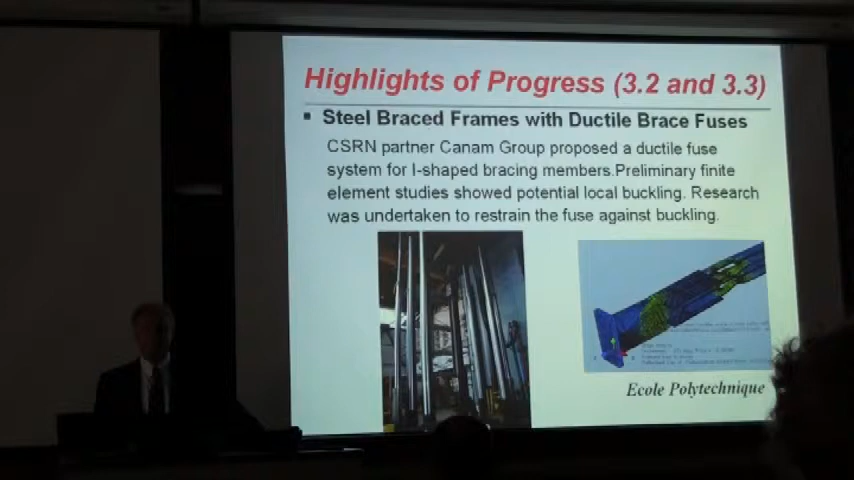 Highlights of Progress (3.2 and 3.3)
Steel Braced Frames with Ductile Brace Fuses
CSRN partner Canam Group proposed a ductile fuse
system for I-shaped bracing members.Preliminary finite
element studies showed potential local buckling. Research
was undertaken to restrain the fuse against buckling.
Ecole Polytechnique